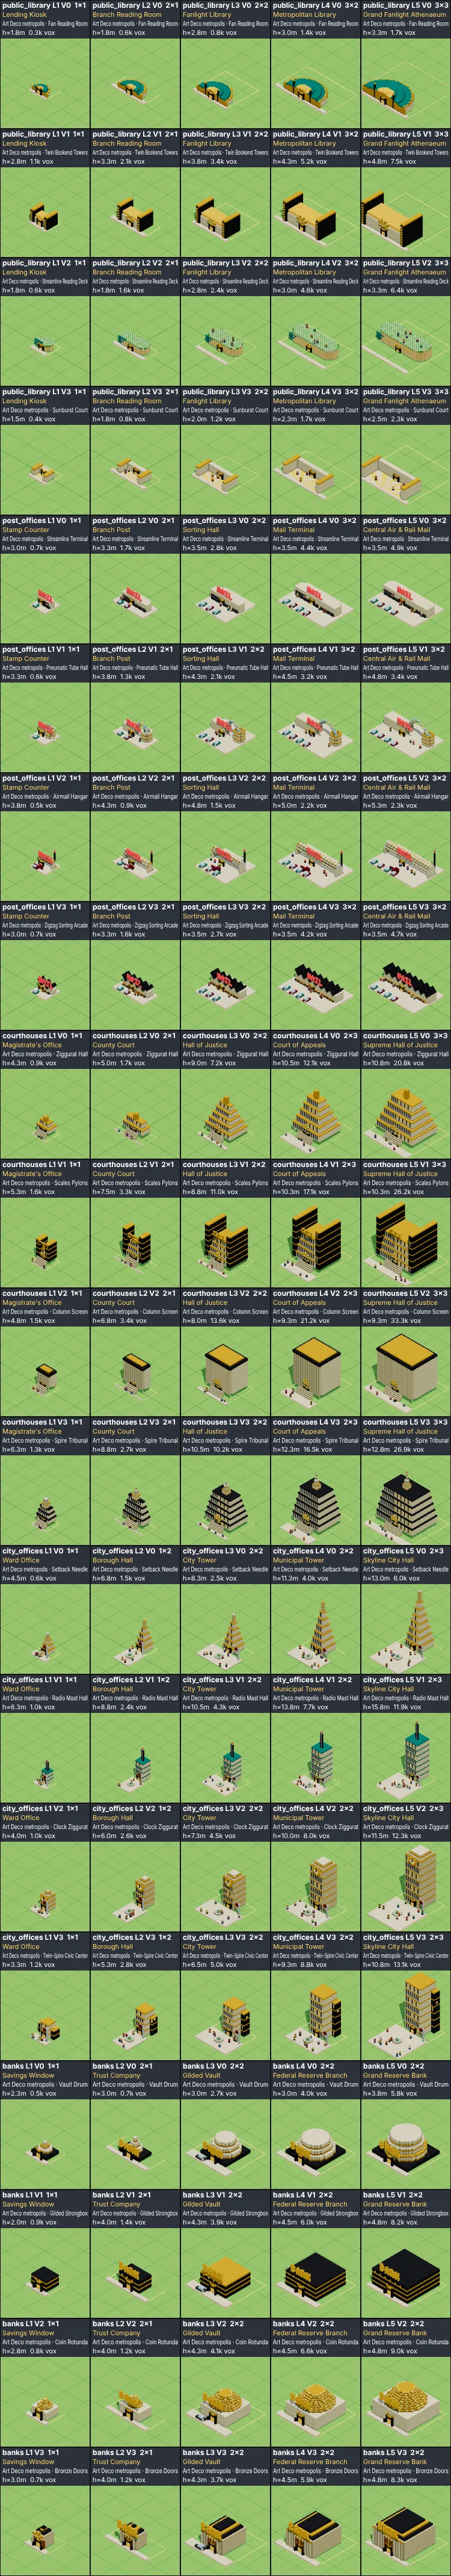 public_library L1 V0 1×1 public_library L2 V0 2×1 public_library L3 V0 2×2 public_library L4 V0 3×2 public_library L5 V0 3×3
Lending Kiosk Branch Reading Room Fanlight Library Metropolitan Library Grand Fanlight Athenaeum
Art Deco metropolis · Fan Reading Room Art Deco metropolis · Fan Reading Room Art Deco metropolis · Fan Reading Room Art Deco metropolis · Fan Reading Room Art Deco metropolis · Fan Reading Room
h=1.8m 0.3k vox h=1.8m 0.6k vox h=2.8m 0.8k vox h=3.0m 1.4k vox h=3.3m 1.7k vox
public_library L1 V1 1×1 public_library L2 V1 2×1 public_library L3 V1 2×2 public_library L4 V1 3×2 public_library L5 V1 3×3
Lending Kiosk Branch Reading Room Fanlight Library Metropolitan Library Grand Fanlight Athenaeum
Art Deco metropolis · Twin Bookend Towers Art Deco metropolis · Twin Bookend Towers Art Deco metropolis · Twin Bookend Towers Art Deco metropolis · Twin Bookend Towers Art Deco metropolis · Twin Bookend Towers
h=2.8m 1.1k vox h=3.3m 2.1k vox h=3.8m 3.4k vox h=4.3m 5.2k vox h=4.8m 7.5k vox
public_library L1 V2 1×1 public_library L2 V2 2×1 public_library L3 V2 2×2 public_library L4 V2 3×2 public_library L5 V2 3×3
Lending Kiosk Branch Reading Room Fanlight Library Metropolitan Library Grand Fanlight Athenaeum
Art Deco metropolis · Streamline Reading Deck Art Deco metropolis · Streamline Reading Deck Art Deco metropolis · Streamline Reading Deck Art Deco metropolis · Streamline Reading Deck Art Deco metropolis · Streamline Reading Deck
h=1.8m 0.6k vox h=1.8m 1.6k vox h=2.8m 2.4k vox h=3.0m 4.6k vox h=3.3m 6.4k vox
public_library L1 V3 1×1 public_library L2 V3 2×1 public_library L3 V3 2×2 public_library L4 V3 3×2 public_library L5 V3 3×3
Lending Kiosk Branch Reading Room Fanlight Library Metropolitan Library Grand Fanlight Athenaeum
Art Deco metropolis · Sunburst Court Art Deco metropolis · Sunburst Court Art Deco metropolis · Sunburst Court Art Deco metropolis · Sunburst Court Art Deco metropolis · Sunburst Court
h=1.5m 0.4k vox h=1.8m 0.8k vox h=2.0m 1.2k vox h=2.3m 1.7k vox h=2.5m 2.3k vox
post_offices L1 V0 1×1 post_offices L2 V0 2×1 post_offices L3 V0 2×2 post_offices L4 V0 3×2 post_offices L5 V0 3×3
Stamp Counter Branch Post Sorting Hall Mail Terminal Central Air & Rail Mail
Art Deco metropolis · Streamline Terminal Art Deco metropolis · Streamline Terminal Art Deco metropolis · Streamline Terminal Art Deco metropolis · Streamline Terminal Art Deco metropolis · Streamline Terminal
h=3.0m 0.7k vox h=3.3m 1.7k vox h=3.5m 2.8k vox h=3.5m 4.4k vox h=3.5m 4.9k vox
post_offices L1 V1 1×1 post_offices L2 V1 2×1 post_offices L3 V1 2×2 post_offices L4 V1 3×2 post_offices L5 V1 3×3
Stamp Counter Branch Post Sorting Hall Mail Terminal Central Air & Rail Mail
Art Deco metropolis · Pneumatic Tube Hall Art Deco metropolis · Pneumatic Tube Hall Art Deco metropolis · Pneumatic Tube Hall Art Deco metropolis · Pneumatic Tube Hall Art Deco metropolis · Pneumatic Tube Hall
h=3.3m 0.6k vox h=3.8m 1.3k vox h=4.3m 2.1k vox h=4.5m 3.2k vox h=4.8m 3.4k vox
post_offices L1 V2 1×1 post_offices L2 V2 2×1 post_offices L3 V2 2×2 post_offices L4 V2 3×2 post_offices L5 V2 3×3
Stamp Counter Branch Post Sorting Hall Mail Terminal Central Air & Rail Mail
Art Deco metropolis · Airmail Hangar Art Deco metropolis · Airmail Hangar Art Deco metropolis · Airmail Hangar Art Deco metropolis · Airmail Hangar Art Deco metropolis · Airmail Hangar
h=3.8m 0.5k vox h=4.3m 0.9k vox h=4.8m 1.5k vox h=5.0m 2.2k vox h=5.3m 2.3k vox
post_offices L1 V3 1×1 post_offices L2 V3 2×1 post_offices L3 V3 2×2 post_offices L4 V3 3×2 post_offices L5 V3 3×3
Stamp Counter Branch Post Sorting Hall Mail Terminal Central Air & Rail Mail
Art Deco metropolis · Zigzag Sorting Arcade Art Deco metropolis · Zigzag Sorting Arcade Art Deco metropolis · Zigzag Sorting Arcade Art Deco metropolis · Zigzag Sorting Arcade Art Deco metropolis · Zigzag Sorting Arcade
h=3.0m 0.7k vox h=3.3m 1.6k vox h=3.5m 2.7k vox h=3.5m 4.2k vox h=3.5m 4.7k vox
courthouses L1 V0 1×1 courthouses L2 V0 2×1 courthouses L3 V0 2×2 courthouses L4 V0 2×3 courthouses L5 V0 3×3
Magistrate's Office County Court Hall of Justice Court of Appeals Supreme Hall of Justice
Art Deco metropolis · Ziggurat Hall Art Deco metropolis · Ziggurat Hall Art Deco metropolis · Ziggurat Hall Art Deco metropolis · Ziggurat Hall Art Deco metropolis · Ziggurat Hall
h=4.3m 0.9k vox h=5.0m 1.7k vox h=9.0m 7.2k vox h=10.5m 12.1k vox h=10.8m 20.8k vox
courthouses L1 V1 1×1 courthouses L2 V1 2×1 courthouses L3 V1 2×2 courthouses L4 V1 2×3 courthouses L5 V1 3×3
Magistrate's Office County Court Hall of Justice Court of Appeals Supreme Hall of Justice
Art Deco metropolis · Scales Pylons Art Deco metropolis · Scales Pylons Art Deco metropolis · Scales Pylons Art Deco metropolis · Scales Pylons Art Deco metropolis · Scales Pylons
h=5.3m 1.6k vox h=7.5m 3.3k vox h=8.8m 11.0k vox h=10.3m 17.1k vox h=10.3m 26.2k vox
courthouses L1 V2 1×1 courthouses L2 V2 2×1 courthouses L3 V2 2×2 courthouses L4 V2 2×3 courthouses L5 V2 3×3
Magistrate's Office County Court Hall of Justice Court of Appeals Supreme Hall of Justice
Art Deco metropolis · Column Screen Art Deco metropolis · Column Screen Art Deco metropolis · Column Screen Art Deco metropolis · Column Screen Art Deco metropolis · Column Screen
h=4.8m 1.5k vox h=6.8m 3.4k vox h=8.0m 13.6k vox h=9.3m 21.2k vox h=9.3m 33.3k vox
courthouses L1 V3 1×1 courthouses L2 V3 2×1 courthouses L3 V3 2×2 courthouses L4 V3 2×3 courthouses L5 V3 3×3
Magistrate's Office County Court Hall of Justice Court of Appeals Supreme Hall of Justice
Art Deco metropolis · Spire Tribunal Art Deco metropolis · Spire Tribunal Art Deco metropolis · Spire Tribunal Art Deco metropolis · Spire Tribunal Art Deco metropolis · Spire Tribunal
h=6.3m 1.3k vox h=8.8m 2.7k vox h=10.5m 10.2k vox h=12.3m 16.5k vox h=12.8m 26.9k vox
city_offices L1 V0 1×1 city_offices L2 V0 1×2 city_offices L3 V0 2×2 city_offices L4 V0 2×2 city_offices L5 V0 2×3
Ward Office Borough Hall City Tower Municipal Tower Skyline City Hall
Art Deco metropolis · Setback Needle Art Deco metropolis · Setback Needle Art Deco metropolis · Setback Needle Art Deco metropolis · Setback Needle Art Deco metropolis · Setback Needle
h=4.5m 0.6k vox h=6.8m 1.5k vox h=8.3m 2.5k vox h=11.3m 4.0k vox h=13.0m 6.0k vox
city_offices L1 V1 1×1 city_offices L2 V1 1×2 city_offices L3 V1 2×2 city_offices L4 V1 2×2 city_offices L5 V1 2×3
Ward Office Borough Hall City Tower Municipal Tower Skyline City Hall
Art Deco metropolis · Radio Mast Hall Art Deco metropolis · Radio Mast Hall Art Deco metropolis · Radio Mast Hall Art Deco metropolis · Radio Mast Hall Art Deco metropolis · Radio Mast Hall
h=6.3m 1.0k vox h=8.8m 2.4k vox h=10.5m 4.3k vox h=13.8m 7.7k vox h=15.8m 11.9k vox
city_offices L1 V2 1×1 city_offices L2 V2 1×2 city_offices L3 V2 2×2 city_offices L4 V2 2×2 city_offices L5 V2 2×3
Ward Office Borough Hall City Tower Municipal Tower Skyline City Hall
Art Deco metropolis · Clock Ziggurat Art Deco metropolis · Clock Ziggurat Art Deco metropolis · Clock Ziggurat Art Deco metropolis · Clock Ziggurat Art Deco metropolis · Clock Ziggurat
h=4.0m 1.0k vox h=6.0m 2.6k vox h=7.3m 4.5k vox h=10.0m 8.0k vox h=11.5m 12.3k vox
city_offices L1 V3 1×1 city_offices L2 V3 1×2 city_offices L3 V3 2×2 city_offices L4 V3 2×2 city_offices L5 V3 2×3
Ward Office Borough Hall City Tower Municipal Tower Skyline City Hall
Art Deco metropolis · Twin-Spire Civic Center Art Deco metropolis · Twin-Spire Civic Center Art Deco metropolis · Twin-Spire Civic Center Art Deco metropolis · Twin-Spire Civic Center Art Deco metropolis · Twin-Spire Civic Center
h=3.3m 1.2k vox h=5.3m 2.8k vox h=6.5m 5.0k vox h=9.3m 8.8k vox h=10.8m 13.1k vox
banks L1 V0 1×1 banks L2 V0 2×1 banks L3 V0 2×2 banks L4 V0 2×2 banks L5 V0 2×2
Savings Window Trust Company Gilded Vault Federal Reserve Branch Grand Reserve Bank
Art Deco metropolis · Vault Drum Art Deco metropolis · Vault Drum Art Deco metropolis · Vault Drum Art Deco metropolis · Vault Drum Art Deco metropolis · Vault Drum
h=2.3m 0.5k vox h=3.0m 0.7k vox h=3.0m 2.7k vox h=3.0m 4.0k vox h=3.8m 5.8k vox
banks L1 V1 1×1 banks L2 V1 2×1 banks L3 V1 2×2 banks L4 V1 2×2 banks L5 V1 2×2
Savings Window Trust Company Gilded Vault Federal Reserve Branch Grand Reserve Bank
Art Deco metropolis · Gilded Strongbox Art Deco metropolis · Gilded Strongbox Art Deco metropolis · Gilded Strongbox Art Deco metropolis · Gilded Strongbox Art Deco metropolis · Gilded Strongbox
h=2.0m 0.9k vox h=4.0m 1.4k vox h=4.3m 3.9k vox h=4.5m 6.0k vox h=4.8m 8.2k vox
banks L1 V2 1×1 banks L2 V2 2×1 banks L3 V2 2×2 banks L4 V2 2×2 banks L5 V2 2×2
Savings Window Trust Company Gilded Vault Federal Reserve Branch Grand Reserve Bank
Art Deco metropolis · Coin Rotunda Art Deco metropolis · Coin Rotunda Art Deco metropolis · Coin Rotunda Art Deco metropolis · Coin Rotunda Art Deco metropolis · Coin Rotunda
h=2.8m 0.8k vox h=4.0m 1.2k vox h=4.3m 4.1k vox h=4.5m 6.6k vox h=4.8m 9.0k vox
banks L1 V3 1×1 banks L2 V3 2×1 banks L3 V3 2×2 banks L4 V3 2×2 banks L5 V3 2×2
Savings Window Trust Company Gilded Vault Federal Reserve Branch Grand Reserve Bank
Art Deco metropolis · Bronze Doors Art Deco metropolis · Bronze Doors Art Deco metropolis · Bronze Doors Art Deco metropolis · Bronze Doors Art Deco metropolis · Bronze Doors
h=3.0m 0.7k vox h=4.0m 1.2k vox h=4.3m 3.7k vox h=4.5m 5.9k vox h=4.8m 8.3k vox